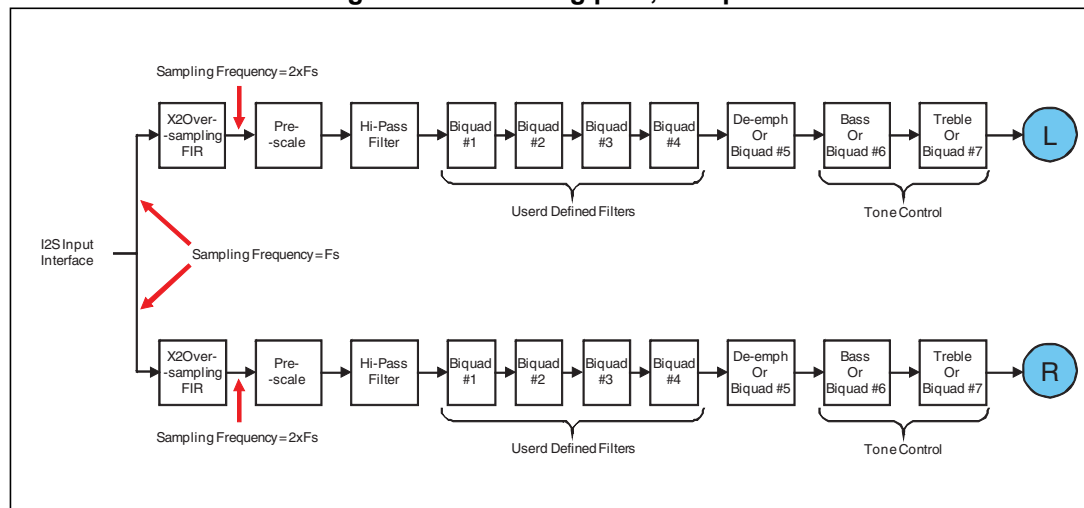 Sampling Frequency = 2xFs
X2Over-
-sampling
FIR
Pre-
-scale
Hi-Pass
Filter
Biquad
#1
Biquad
#2
Biquad
#3
Biquad
#4
De-emph
Or
Biquad #5
Bass
Or
Biquad #6
Treble
Or
Biquad #7
L
Userd Defined Filters
Tone Control
I2S Input
Interface
Sampling Frequency = Fs
X2Over-
-sampling
FIR
Pre-
-scale
Hi-Pass
Filter
Biquad
#1
Biquad
#2
Biquad
#3
Biquad
#4
De-emph
Or
Biquad #5
Bass
Or
Biquad #6
Treble
Or
Biquad #7
R
Sampling Frequency = 2xFs
Userd Defined Filters
Tone Control